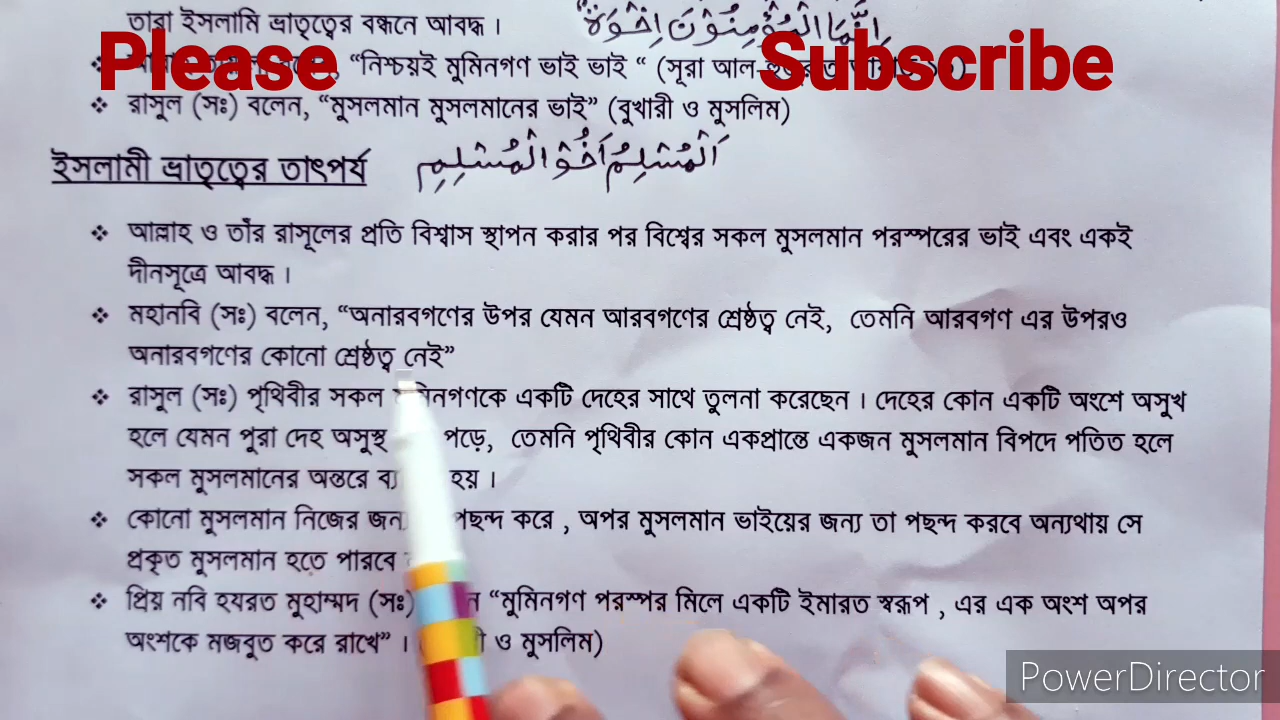 তারা ইসলামি ভ্রাতৃত্বের বন্ধনে আবদ্ধ । اِنَّمَا الْمُؤْمِنُوْنَ اِخْوَةٌ
Please Subscribe
“নিশ্চয়ই মুমিনগণ ভাই ভাই “ (সূরা আল
❖ রাসুল (সঃ) বলেন, “মুসলমান মুসলমানের ভাই” (বুখারী ও মুসলিম)
ইসলামী ভ্রাতৃত্বের তাৎপর্য اَلْمُسْلِمُ اَخُو الْمُسْلِمِ
❖ আল্লাহ ও তাঁর রাসূলের প্রতি বিশ্বাস স্থাপন করার পর বিশ্বের সকল মুসলমান পরস্পরের ভাই এবং একই
দীনসূত্রে আবদ্ধ ।
❖ মহানবি (সঃ) বলেন, “অনারবগণের উপর যেমন আরবগণের শ্রেষ্ঠত্ব নেই, তেমনি আরবগণ এর উপরও
অনারবগণের কোনো শ্রেষ্ঠত্ব নেই”
❖ রাসুল (সঃ) পৃথিবীর সকল একটি দেহের সাথে তুলনা করেছেন । দেহের কোন একটি অংশে অসুখ
হলে যেমন পুরা দেহ অসুস্থ পড়ে, তেমনি পৃথিবীর কোন একপ্রান্তে একজন মুসলমান বিপদে পতিত হলে
সকল মুসলমানের অন্তরে হয় ।
❖ কোনো মুসলমান নিজের পছন্দ করে , অপর মুসলমান ভাইয়ের জন্য তা পছন্দ করবে অন্যথায় সে
প্রকৃত মুসলমান হতে পারবে
❖ প্রিয় নবি হযরত মুহাম্মদ (সঃ) “মুমিনগণ পরস্পর মিলে একটি ইমারত স্বরূপ , এর এক অংশ অপর
অংশকে মজবুত করে রাখে” । ও মুসলিম)
PowerDirector